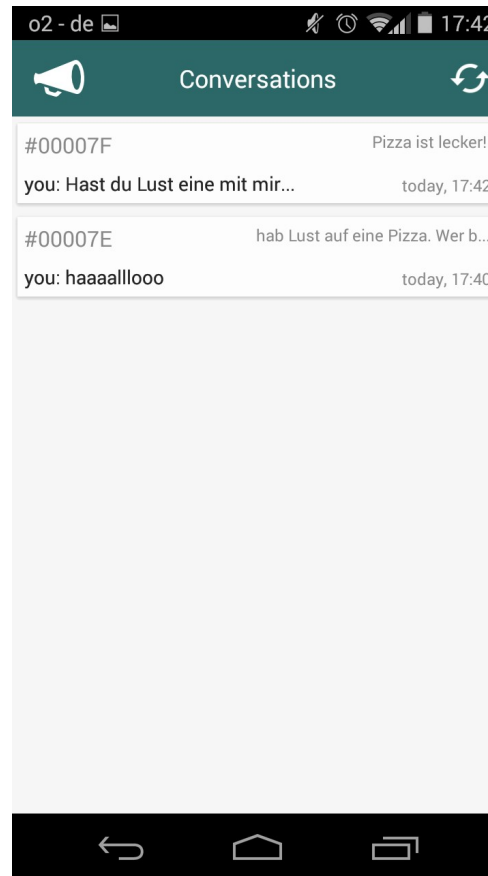 o2 - de 17:42
Conversations
#00007F Pizza ist lecker!
you: Hast du Lust eine mit mir... today, 17:42
#00007E hab Lust auf eine Pizza. Wer b...
you: haaaalllooo today, 17:40